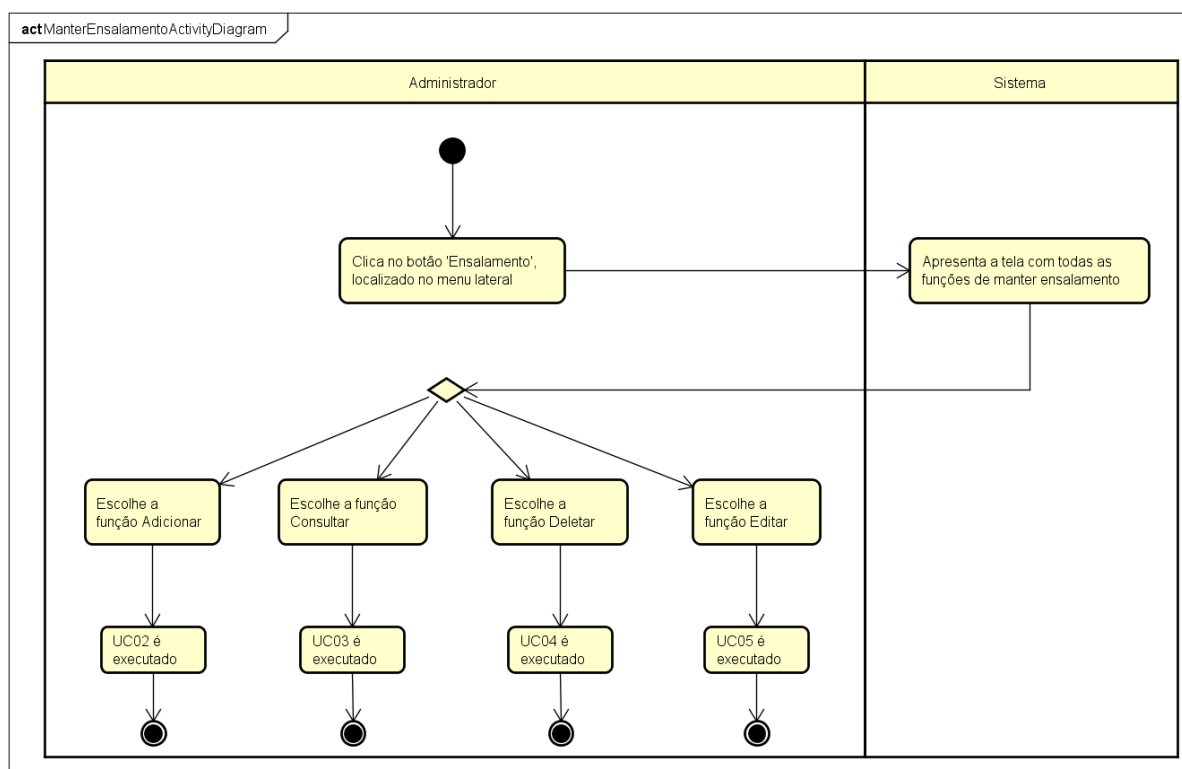 act ManterEnsalamentoActivityDiagram
Administrador
Sistema
Clica no botão 'Ensalamento',
localizado no menu lateral
Apresenta a tela com todas as
funções de manter ensalamento
Escolhe a
função Adicionar
Escolhe a função
Consultar
Escolhe a
função Deletar
Escolhe a
função Editar
UC02 é
executado
UC03 é
executado
UC04 é
executado
UC05 é
executado